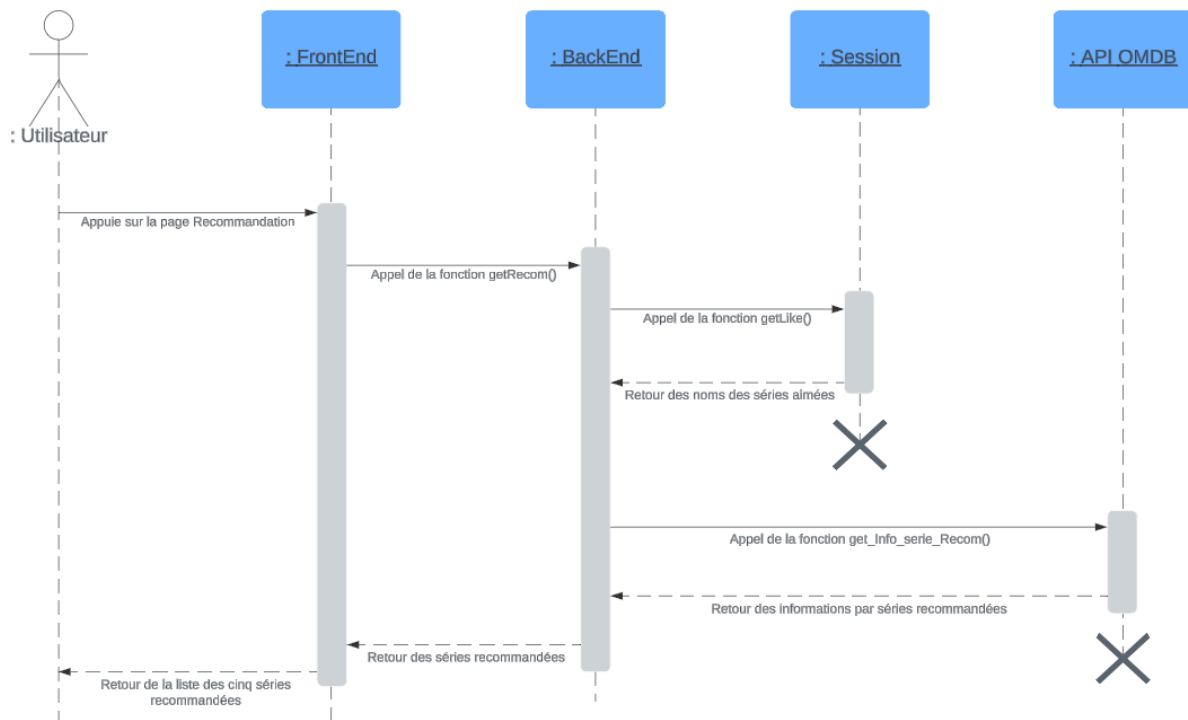 : FrontEnd
: BackEnd
: Session
: API OMDB
: Utilisateur
Appuie sur la page Recommandation
Appel de la fonction getRecom()
Appel de la fonction getLike()
Retour des noms des séries aimées
Appel de la fonction get_Info_serie_Recom()
Retour des informations par séries recommandées
Retour des séries recommandées
Retour de la liste des cinq séries
recommandées